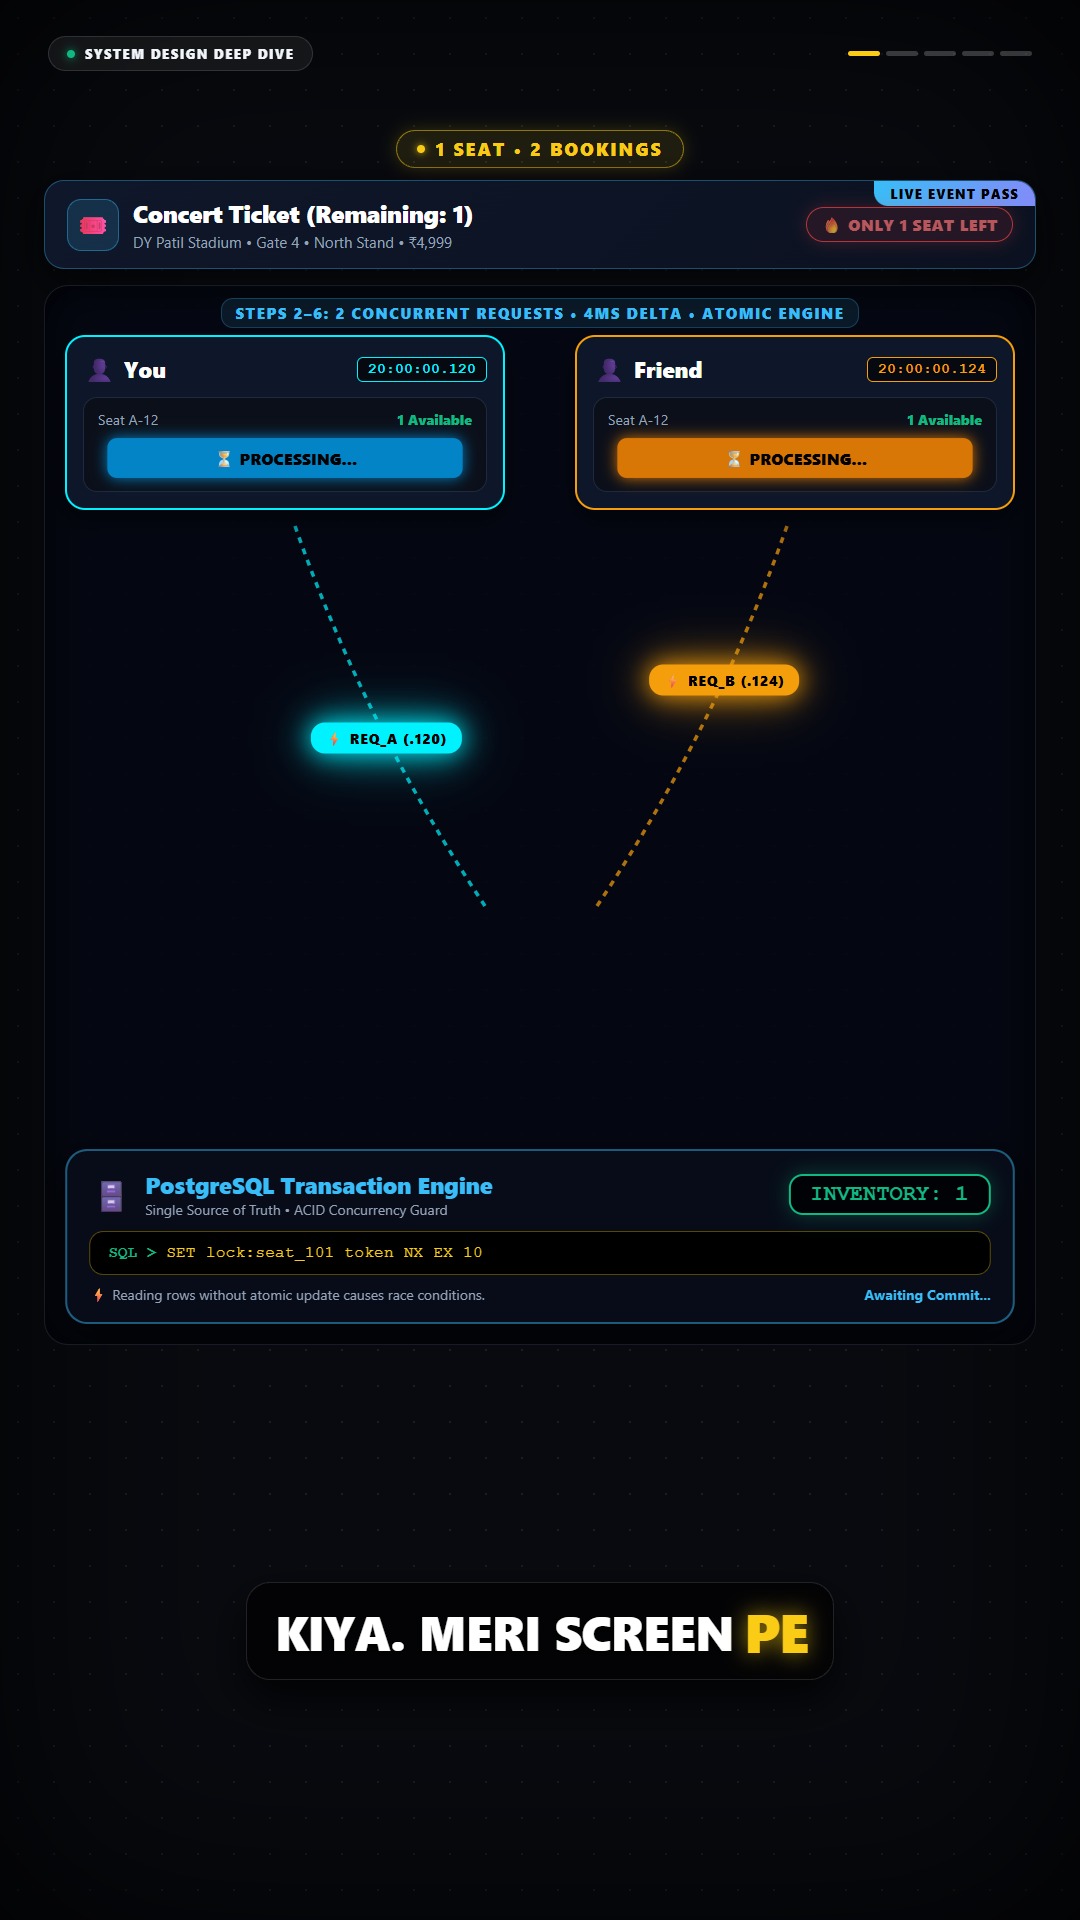 SYSTEM DESIGN DEEP DIVE
1 SEAT • 2 BOOKINGS
LIVE EVENT PASS
Concert Ticket (Remaining: 1)
DY Patil Stadium • Gate 4 • North Stand • ₹4,999
ONLY 1 SEAT LEFT
STEPS 2–6: 2 CONCURRENT REQUESTS • 4MS DELTA • ATOMIC ENGINE
You
20:00:00.120
Seat A-12
1 Available
PROCESSING...
Friend
20:00:00.124
Seat A-12
1 Available
PROCESSING...
REQ_B (.124)
REQ_A (.120)
PostgreSQL Transaction Engine
Single Source of Truth • ACID Concurrency Guard
INVENTORY: 1
SQL > SET lock:seat_101 token NX EX 10
Reading rows without atomic update causes race conditions.
Awaiting Commit...
KIYA. MERI SCREEN PE